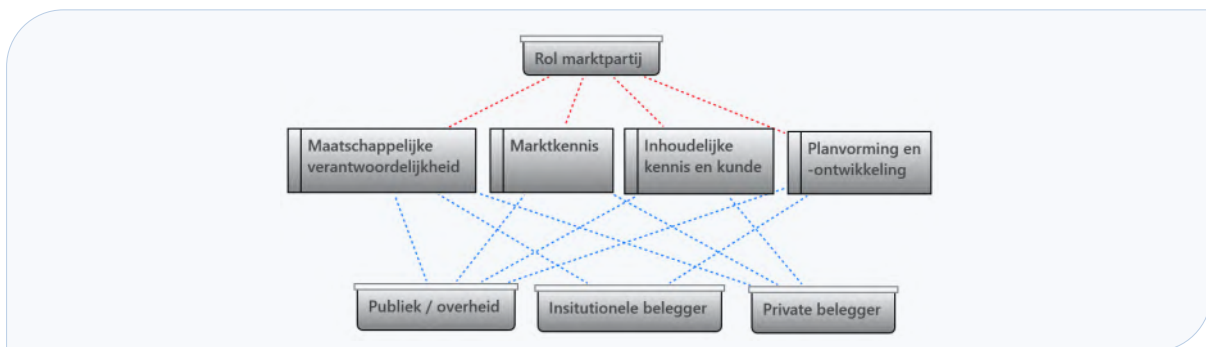 Rol marktpartij
Maatschappelijke
verantwoordelijkheid
Marktkennis
Inhoudelijke
kennis en kunde
Planvorming en
-ontwikkeling
Publiek / overheid
Insitutionele belegger
Private belegger